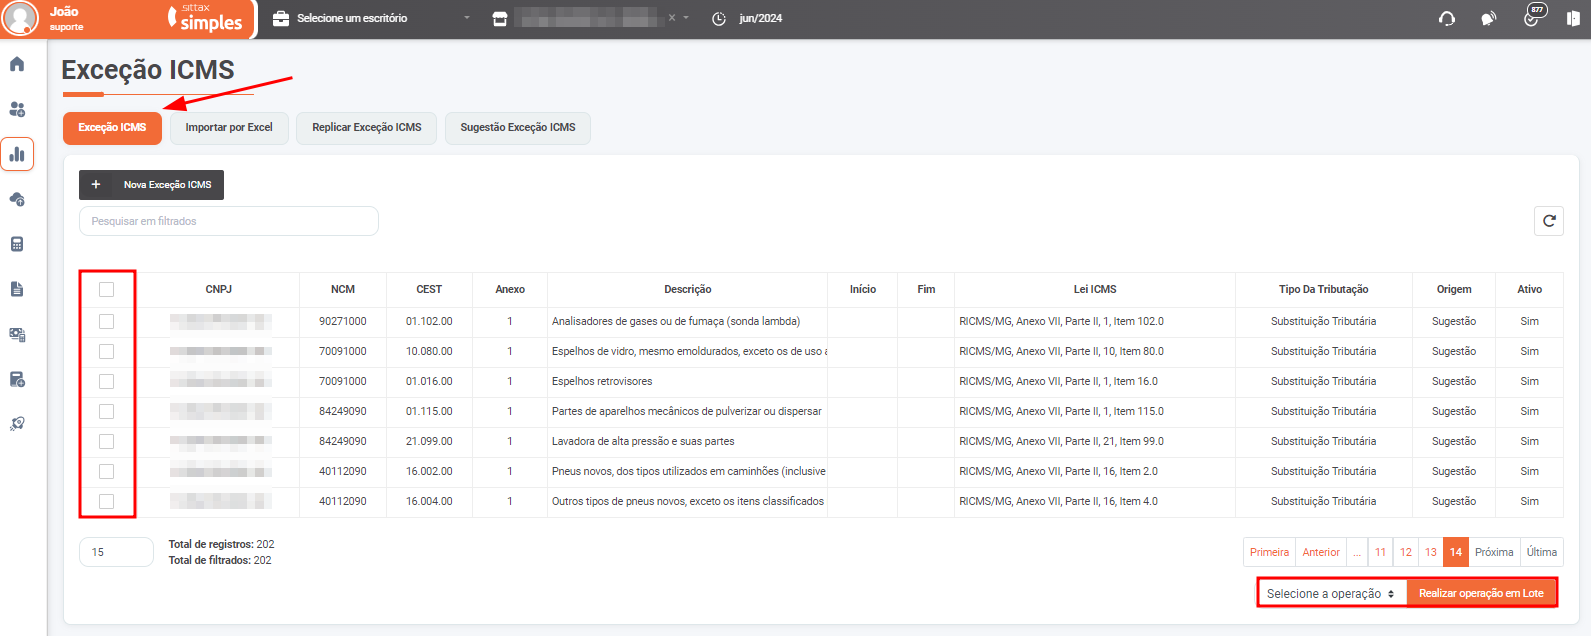 João
suporte
sittax
simples
Selecione um escritório
×
jun/2024
877
Exceção ICMS
Exceção ICMS
Importar por Excel
Replicar Exceção ICMS
Sugestão Exceção ICMS
+ Nova Exceção ICMS
Pesquisar em filtrados
CNPJ NCM CEST Anexo Descrição Início Fim Lei ICMS Tipo Da Tributação Origem Ativo
90271000 01.102.00 1 Analisadores de gases ou de fumaça (sonda lambda) RICMS/MG, Anexo VII, Parte II, 1, Item 102.0 Substituição Tributária Sugestão Sim
70091000 10.080.00 1 Espelhos de vidro, mesmo emoldurados, exceto os de uso a RICMS/MG, Anexo VII, Parte II, 10, Item 80.0 Substituição Tributária Sugestão Sim
70091000 01.016.00 1 Espelhos retrovisores RICMS/MG, Anexo VII, Parte II, 1, Item 16.0 Substituição Tributária Sugestão Sim
84249090 01.115.00 1 Partes de aparelhos mecânicos de pulverizar ou dispersar RICMS/MG, Anexo VII, Parte II, 1, Item 115.0 Substituição Tributária Sugestão Sim
84249090 21.099.00 1 Lavadora de alta pressão e suas partes RICMS/MG, Anexo VII, Parte II, 21, Item 99.0 Substituição Tributária Sugestão Sim
40112090 16.002.00 1 Pneus novos, dos tipos utilizados em caminhões (inclusive RICMS/MG, Anexo VII, Parte II, 16, Item 2.0 Substituição Tributária Sugestão Sim
40112090 16.004.00 1 Outros tipos de pneus novos, exceto os itens classificados RICMS/MG, Anexo VII, Parte II, 16, Item 4.0 Substituição Tributária Sugestão Sim
15
Total de registros: 202
Total de filtrados: 202
Primeira Anterior ... 11 12 13 14 Próxima Última
Selecione a operação
Realizar operação em Lote